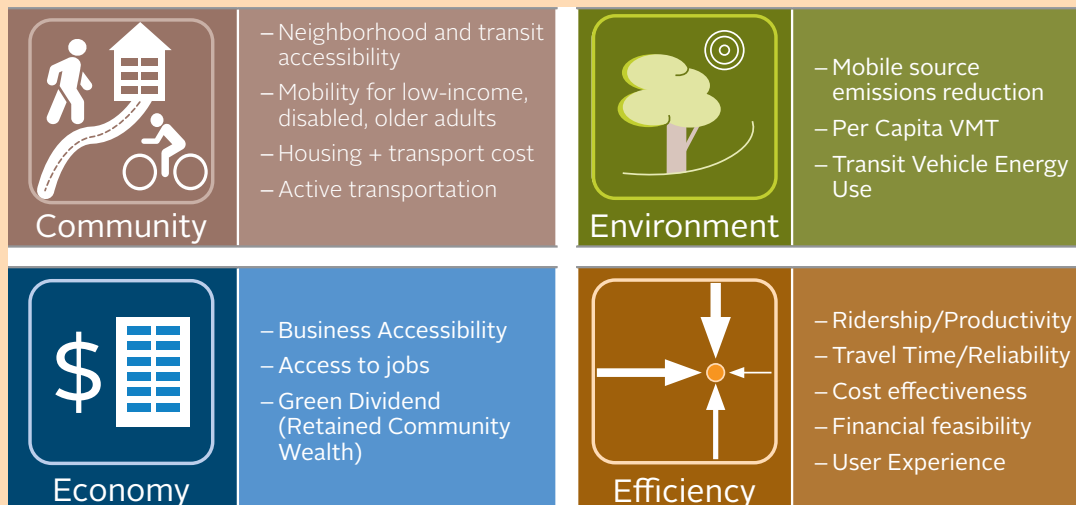 – Neighborhood and transit
accessibility
– Mobility for low-income,
disabled, older adults
– Housing + transport cost
– Active transportation
Community
– Mobile source
emissions reduction
– Per Capita VMT
– Transit Vehicle Energy
Use
Environment
$
– Business Accessibility
– Access to jobs
– Green Dividend
(Retained Community
Wealth)
Economy
– Ridership/Productivity
– Travel Time/Reliability
– Cost effectiveness
– Financial feasibility
– User Experience
Efficiency